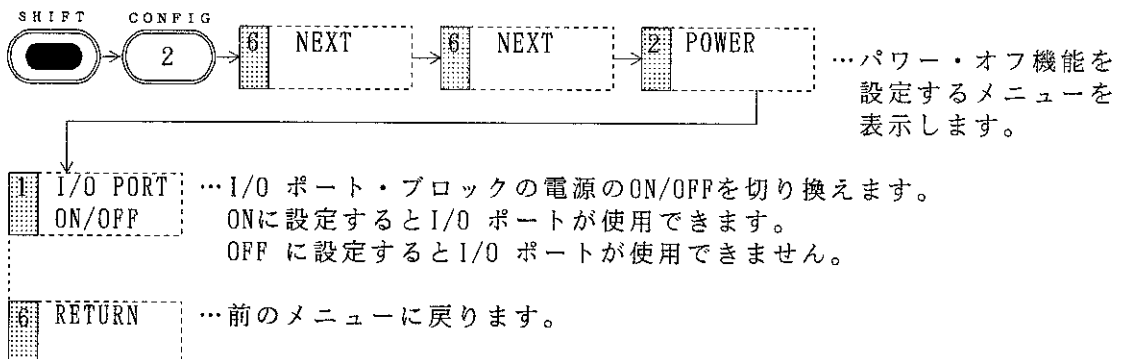 SHIFT CONFIG
2 6 NEXT 6 NEXT 2 POWER …パワー・オフ機能を
設定するメニューを
表示します。
1 I/O PORT …I/O ポート・ブロックの電源のON/OFFを切り換えます。
ON/OFF ONに設定するとI/O ポートが使用できます。
OFF に設定するとI/O ポートが使用できません。
6 RETURN …前のメニューに戻ります。